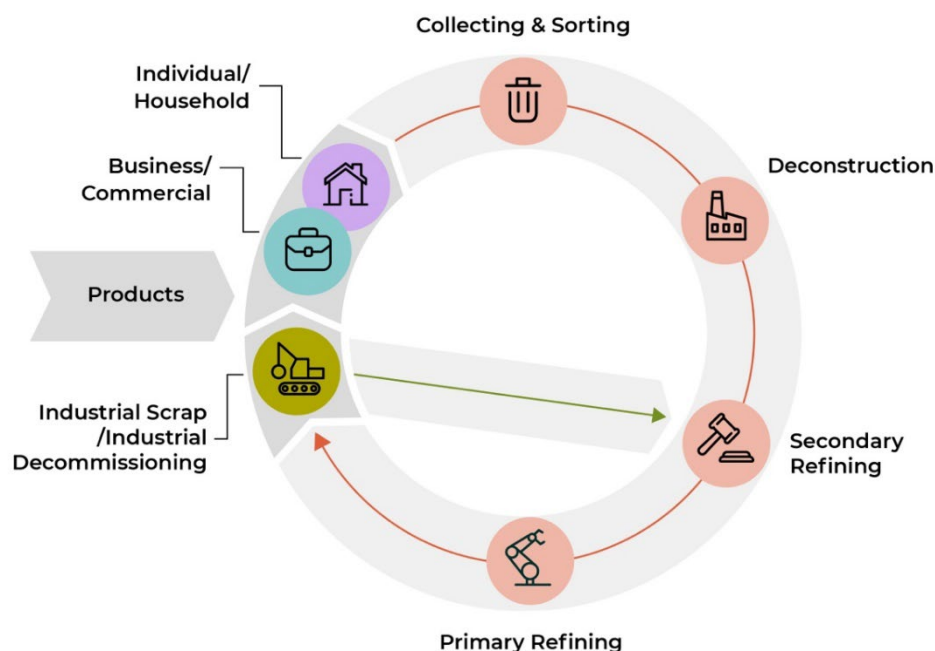 Collecting & Sorting
Individual/
Household
Business/
Commercial
Deconstruction
Products
Industrial Scrap
/Industrial
Decommissioning
Secondary
Refining
Primary Refining